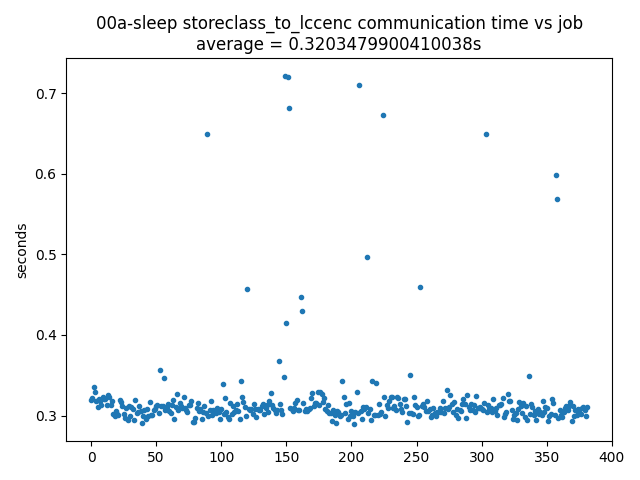 00a-sleep storeclass_to_lccenc communication time vs job
average = 0.3203479900410038s
0.7
0.6
seconds
0.5
0.4
0.3
0 50 100 150 200 250 300 350 400